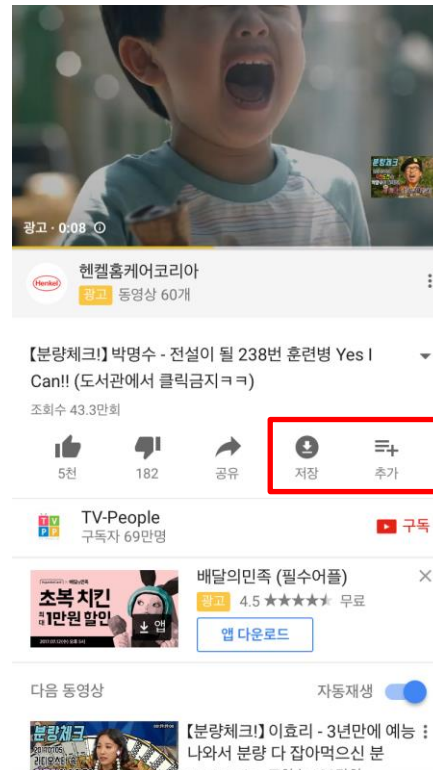 분량체크
광고 · 0:08
Henkel
헨켈홈케어코리아
광고 동영상 60개
【분량체크!】 박명수 - 전설이 될 238번 훈련병 Yes I
Can!! (도서관에서 클릭금지ㅋㅋ)
조회수 43.3만회
5천
182
공유
저장
추가
TV
PP
TV-People
구독자 69만명
구독
초복 치킨
최대 1만원 할인
앱
배달의민족 (필수어플)
광고 4.5 ★★★★★ 무료
앱 다운로드
다음 동영상
자동재생
분량체크
【분량체크!】 이효리 - 3년만에 예능
나와서 분량 다 잡아먹으신 분